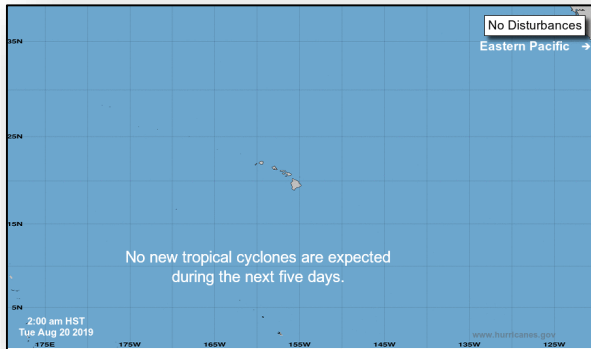 No Disturbances
Eastern Pacific →
35N
25N
15N
No new tropical cyclones are expected
during the next five days.
5N
2:00 am HST
Tue Aug 20 2019
www.hurricanes.gov
175E 175W 165W 155W 145W 135W 125W